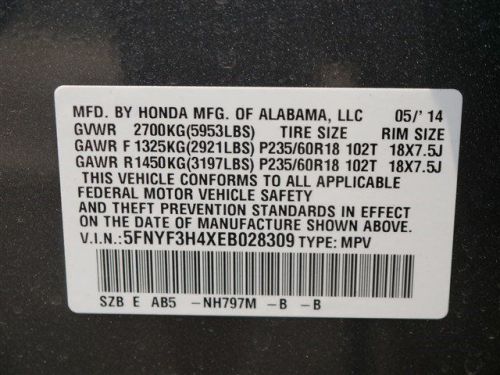 MFD. BY HONDA MFG. OF ALABAMA, LLC 05/' 14
GVWR 2700KG(5953LBS) TIRE SIZE RIM SIZE
GAWR F 1325KG(2921LBS) P235/60R18 102T 18X7.5J
GAWR R1450KG(3197LBS) P235/60R18 102T 18X7.5J
THIS VEHICLE CONFORMS TO ALL APPLICABLE
FEDERAL MOTOR VEHICLE SAFETY
AND THEFT PREVENTION STANDARDS IN EFFECT
ON THE DATE OF MANUFACTURE SHOWN ABOVE.
V.I.N.:5FNYF3H4XEB028309 TYPE: MPV
SZB E AB5 -NH797M -B -B